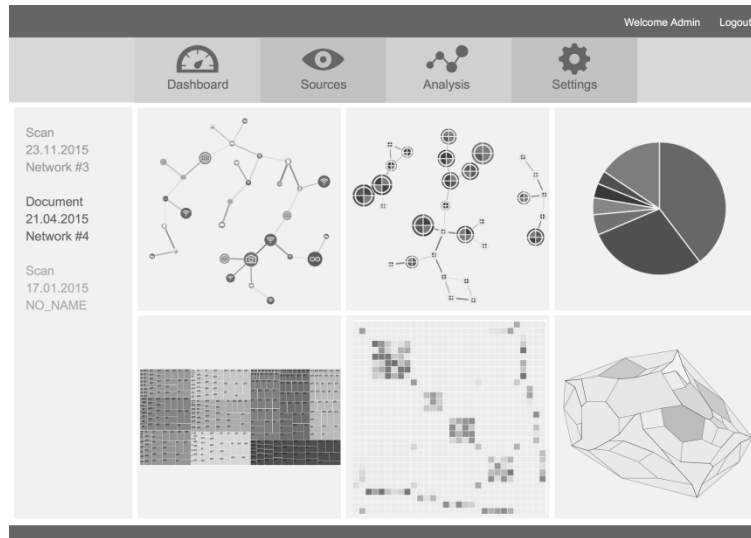 Welcome Admin Logout
Dashboard Sources Analysis Settings
Scan
23.11.2015
Network #3
Document
21.04.2015
Network #4
Scan
17.01.2015
NO_NAME